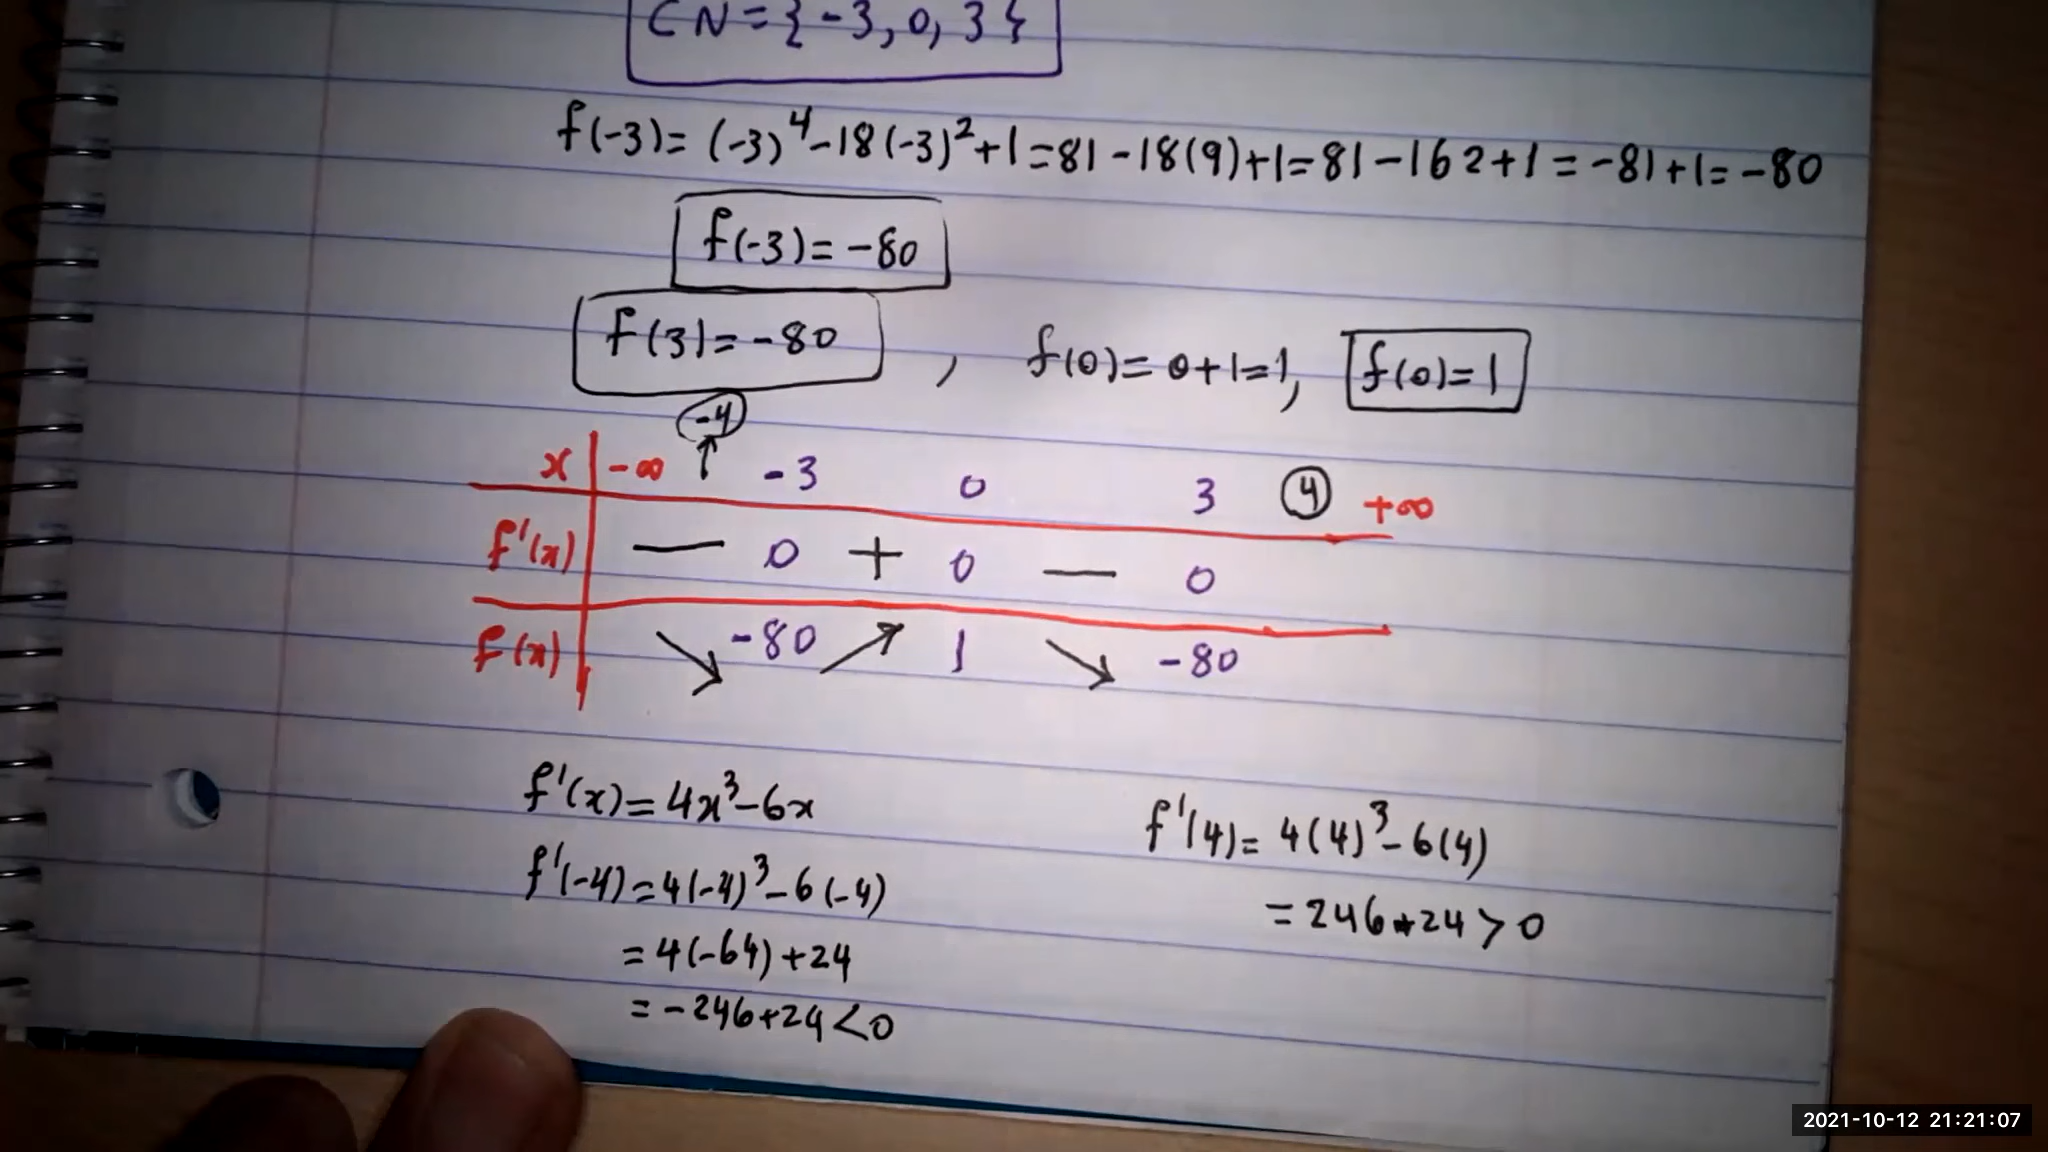 CN={-3,0,3}
f(-3)=(-3)⁴-18(-3)²+1=81-18(9)+1=81-162+1=-81+1=-80
f(-3)=-80
f(3)=-80 , f(0)=0+1=1, f(0)=1
-4
x -∞ ↑ -3 0 3 4 +∞
f'(x) — 0 + 0 — 0
f(x) ↘ -80 ↗ 1 ↘ -80
f'(x)=4x³-6x
f'(4)=4(4)³-6(4)
f'(-4)=4(-4)³-6(-4)
=246+24>0
=4(-64)+24
=-246+24<0
2021-10-12 21:21:07